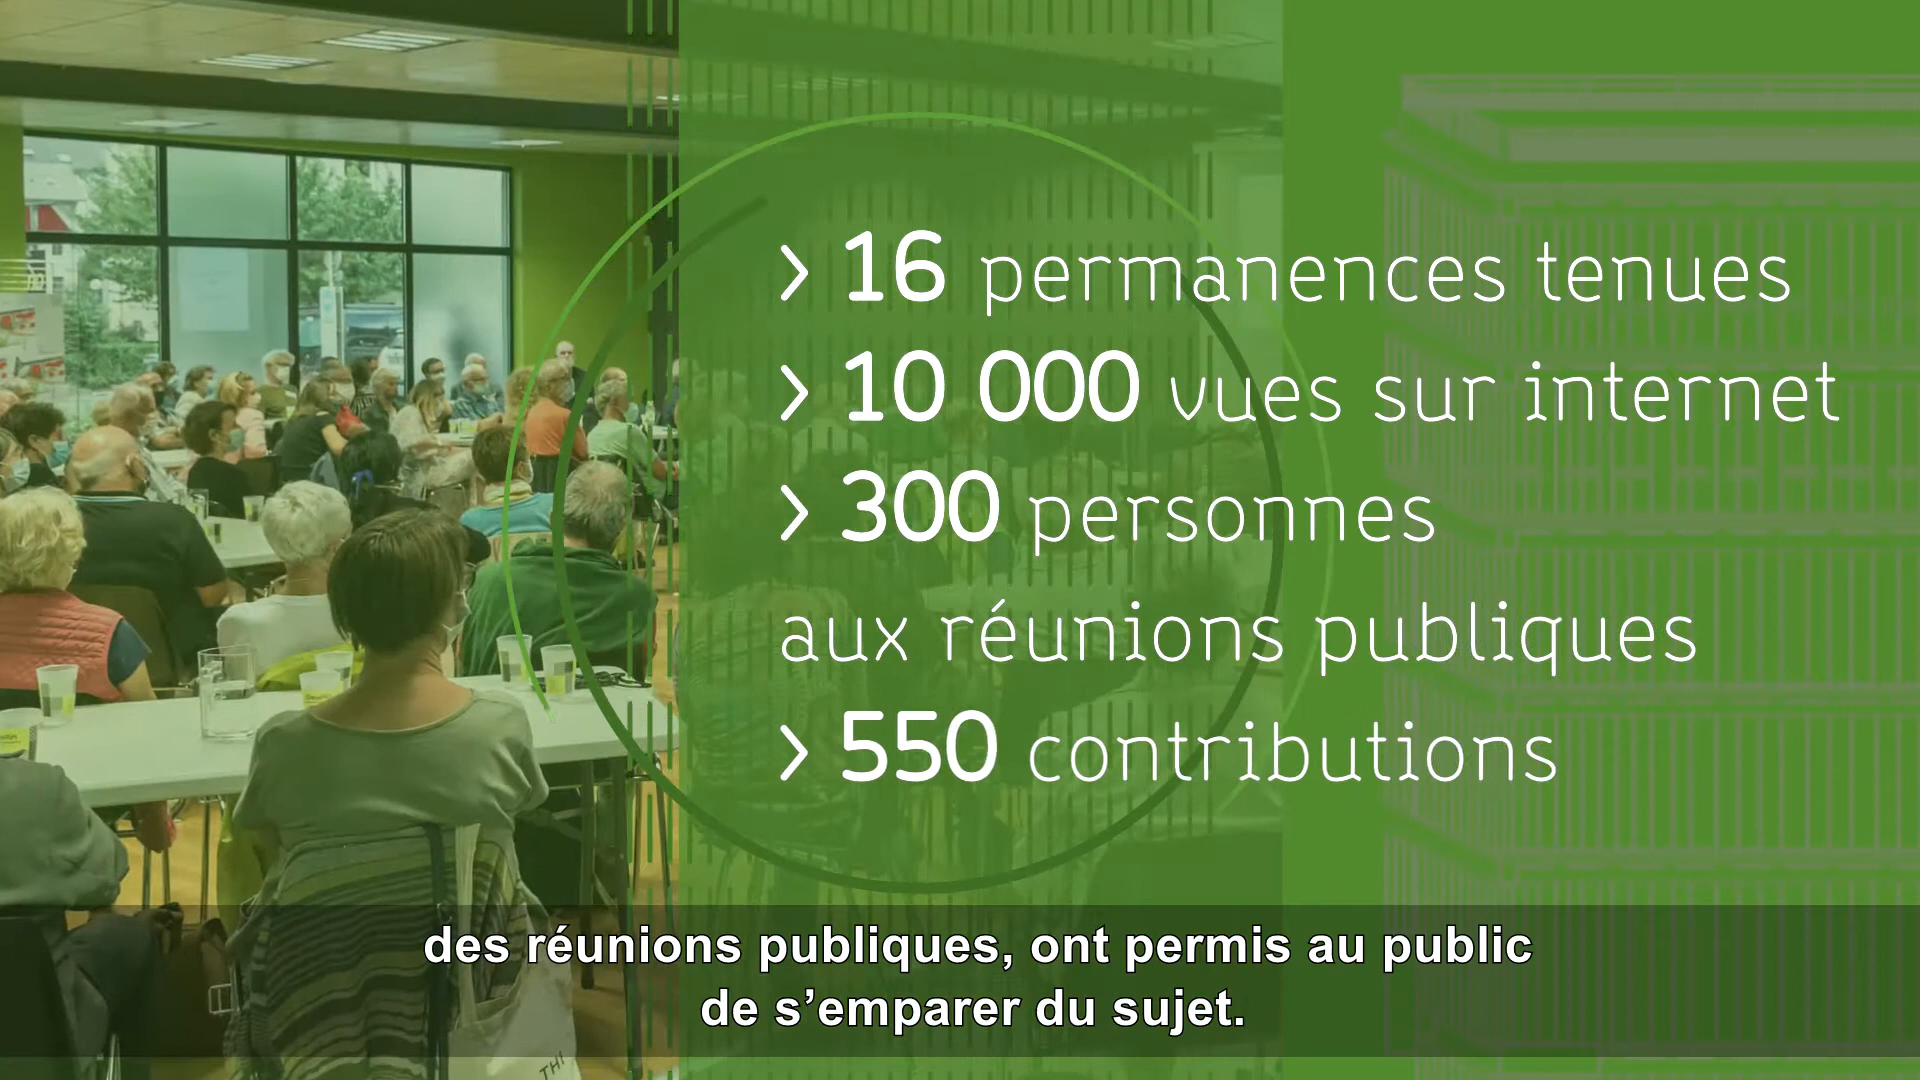 > 16 permanences tenues
> 10 000 vues sur internet
> 300 personnes
aux réunions publiques
> 550 contributions
des réunions publiques, ont permis au public
de s’emparer du sujet.
THI